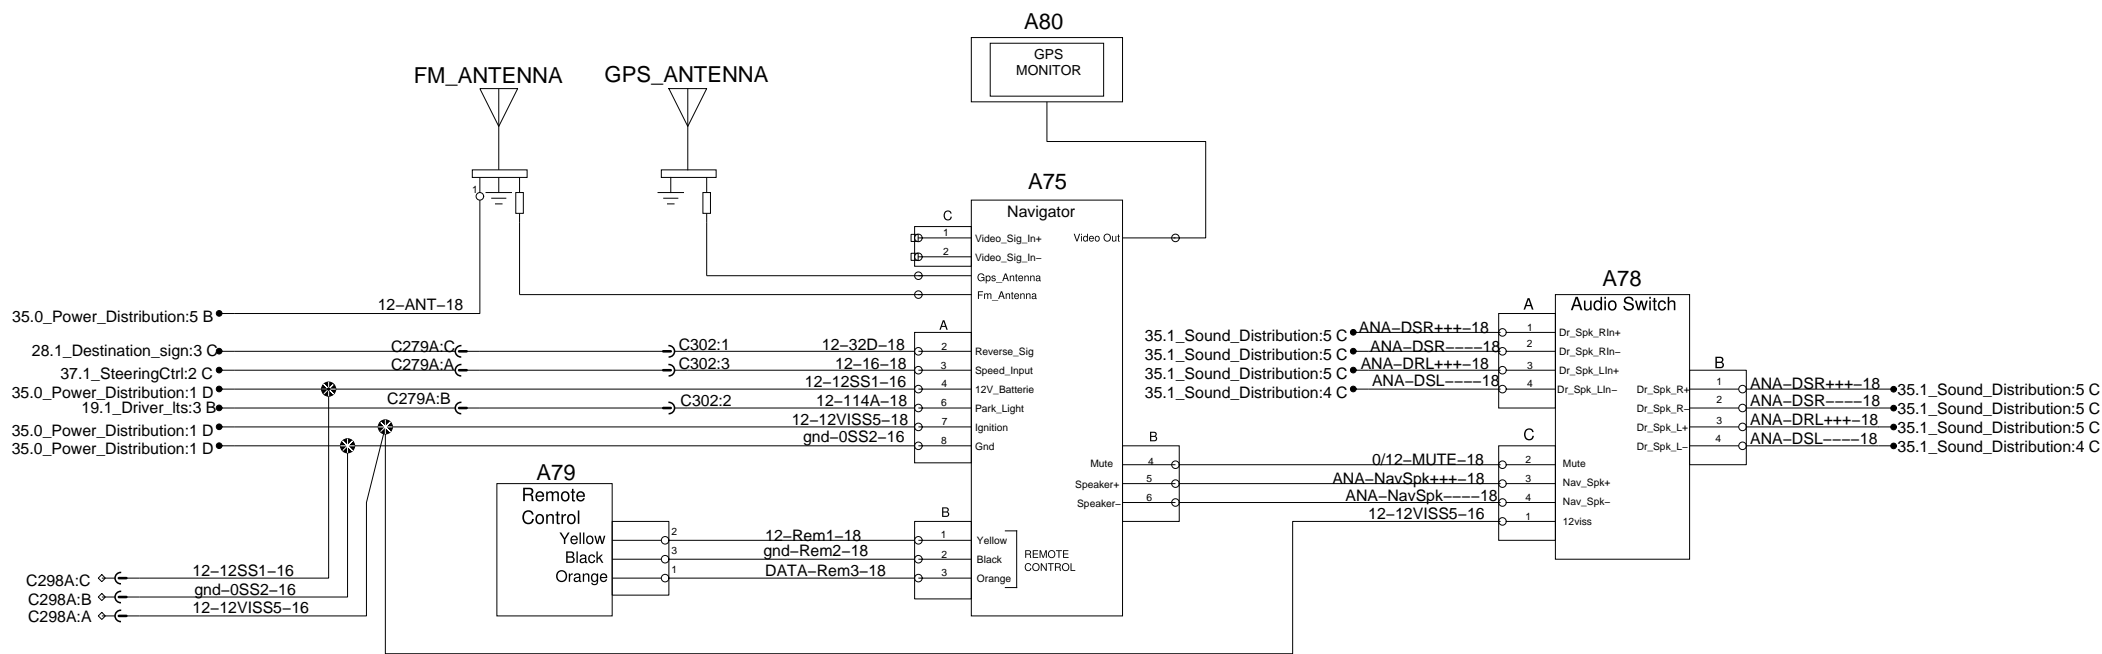 A80
GPS
MONITOR
FM_ANTENNA
GPS_ANTENNA
1
A75
Navigator
C
1
Video_Sig_In+
Video Out
2
Video_Sig_In−
Gps_Antenna
Fm_Antenna
12−ANT−18
35.0_Power_Distribution:5 B
A
28.1_Destination_sign:3 C
C279A:C
C302:1
12−32D−18
2
Reverse_Sig
37.1_SteeringCtrl:2 C
C279A:A
C302:3
12−16−18
3
Speed_Input
35.0_Power_Distribution:1 D
12−12SS1−16
4
12V_Batterie
19.1_Driver_lts:3 B
C279A:B
C302:2
12−114A−18
6
Park_Light
35.0_Power_Distribution:1 D
12−12VISS5−18
7
Ignition
35.0_Power_Distribution:1 D
gnd−0SS2−16
8
Gnd
B
Mute
4
0/12−MUTE−18
Speaker+
5
ANA−NavSpk+++−18
Speaker−
6
ANA−NavSpk−−−−18
12−12VISS5−16
A79
Remote
Control
Yellow
2
12−Rem1−18
Black
3
gnd−Rem2−18
Orange
1
DATA−Rem3−18
B
1
Yellow
2
Black
3
Orange
REMOTE
CONTROL
C298A:C
12−12SS1−16
C298A:B
gnd−0SS2−16
C298A:A
12−12VISS5−16
A78
Audio Switch
A
35.1_Sound_Distribution:5 C
ANA−DSR+++−18
1
Dr_Spk_RIn+
35.1_Sound_Distribution:5 C
ANA−DSR−−−−18
2
Dr_Spk_RIn−
35.1_Sound_Distribution:5 C
ANA−DRL+++−18
3
Dr_Spk_LIn+
35.1_Sound_Distribution:4 C
ANA−DSL−−−−18
4
Dr_Spk_LIn−
C
2
Mute
3
Nav_Spk+
4
Nav_Spk−
1
12viss
B
Dr_Spk_R+
1
ANA−DSR+++−18
35.1_Sound_Distribution:5 C
Dr_Spk_R−
2
ANA−DSR−−−−18
35.1_Sound_Distribution:5 C
Dr_Spk_L+
3
ANA−DRL+++−18
35.1_Sound_Distribution:5 C
Dr_Spk_L−
4
ANA−DSL−−−−18
35.1_Sound_Distribution:4 C